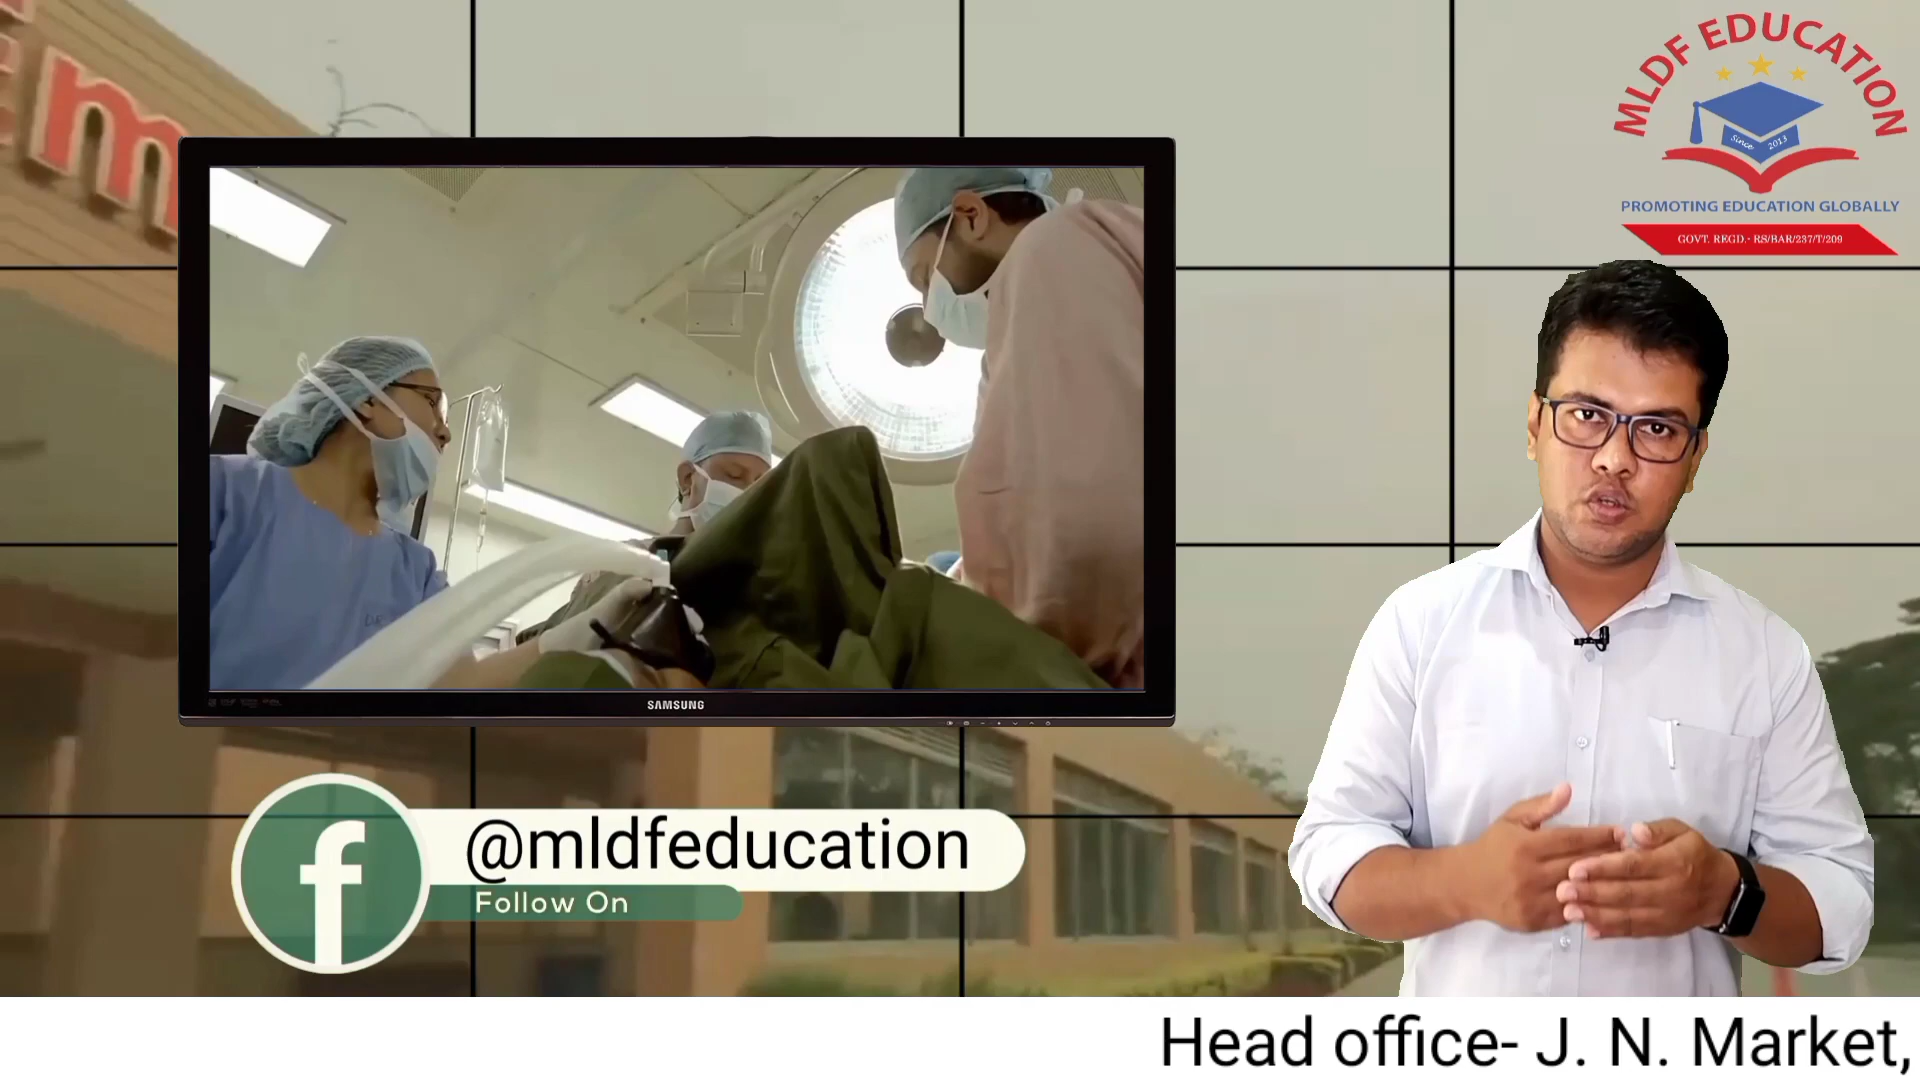 m
MLDF EDUCATION
Since 2013
PROMOTING EDUCATION GLOBALLY
GOVT. REGD.- RS/BAR/237/T/209
SAMSUNG
@mldfeducation
Follow On
Head office- J. N. Market,